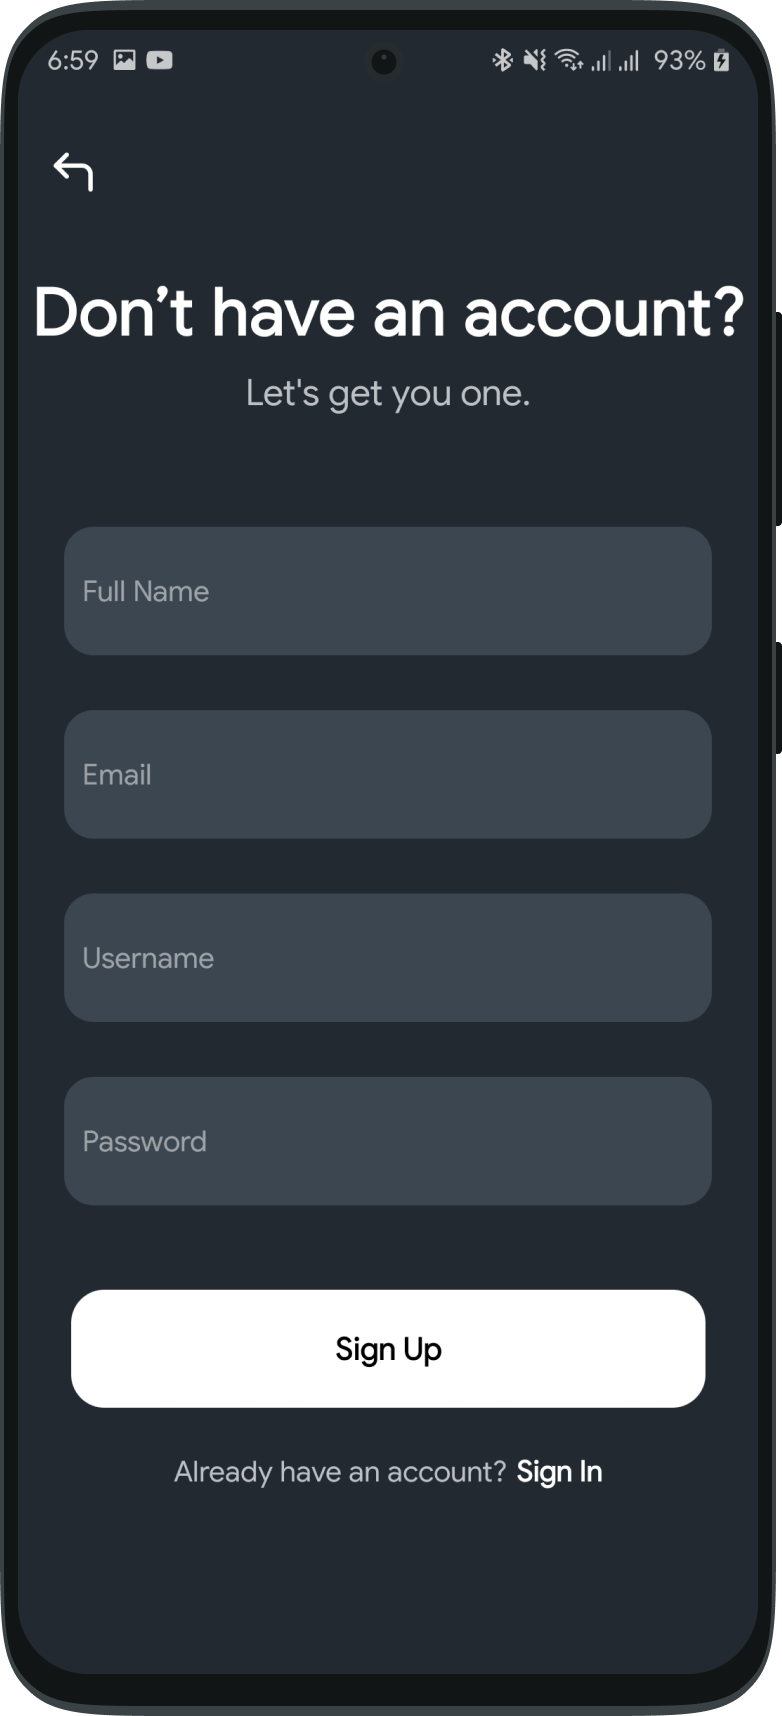 6:59 93%
Don’t have an account?
Let's get you one.
Full Name
Email
Username
Password
Sign Up
Already have an account? Sign In